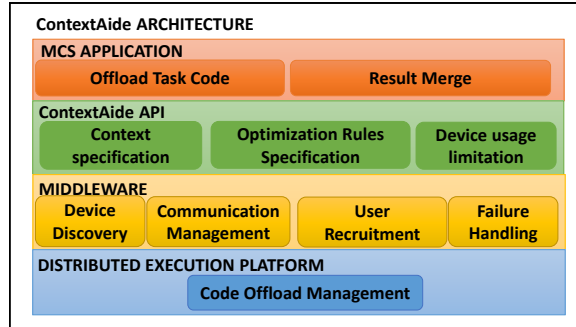 ContextAide ARCHITECTURE
MCS APPLICATION
Offload Task Code
Result Merge
ContextAide API
Context
specification
Optimization Rules
Specification
Device usage
limitation
MIDDLEWARE
Device
Discovery
Communication
Management
User
Recruitment
Failure
Handling
DISTRIBUTED EXECUTION PLATFORM
Code Offload Management